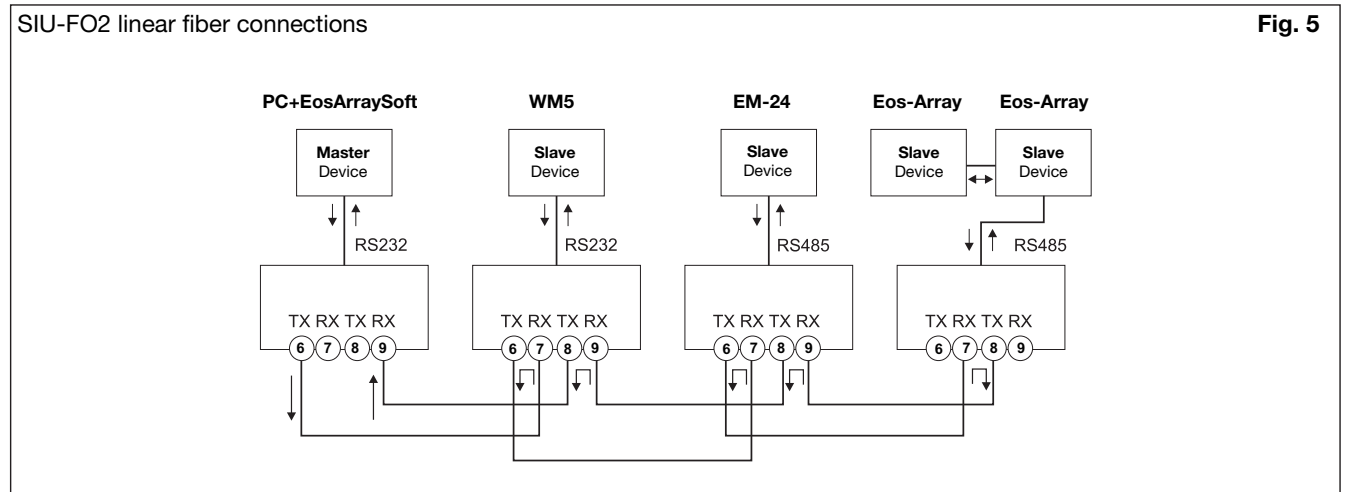 SIU-FO2 linear fiber connections Fig. 5
PC+EosArraySoft WM5 EM-24 Eos-Array Eos-Array
Master Slave Slave Slave Slave
Device Device Device Device Device
RS232 RS232 RS485 RS485
TX RX TX RX TX RX TX RX TX RX TX RX TX RX TX RX
6 7 8 9 6 7 8 9 6 7 8 9 6 7 8 9